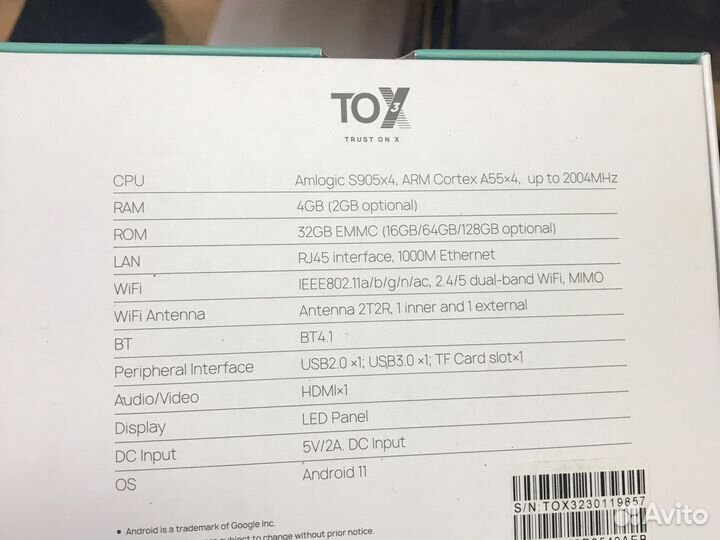 TOX3
TRUST ON X
CPU Amlogic S905x4, ARM Cortex A55×4, up to 2004MHz
RAM 4GB (2GB optional)
ROM 32GB EMMC (16GB/64GB/128GB optional)
LAN RJ45 interface, 1000M Ethernet
WiFi IEEE802.11a/b/g/n/ac, 2.4/5 dual-band WiFi, MIMO
WiFi Antenna Antenna 2T2R, 1 inner and 1 external
BT BT4.1
Peripheral Interface USB2.0 ×1; USB3.0 ×1; TF Card slot×1
Audio/Video HDMI×1
Display LED Panel
DC Input 5V/2A. DC Input
OS Android 11
S/N:TOX3230119857
• Android is a trademark of Google Inc.
subject to change without prior notice.
Avito